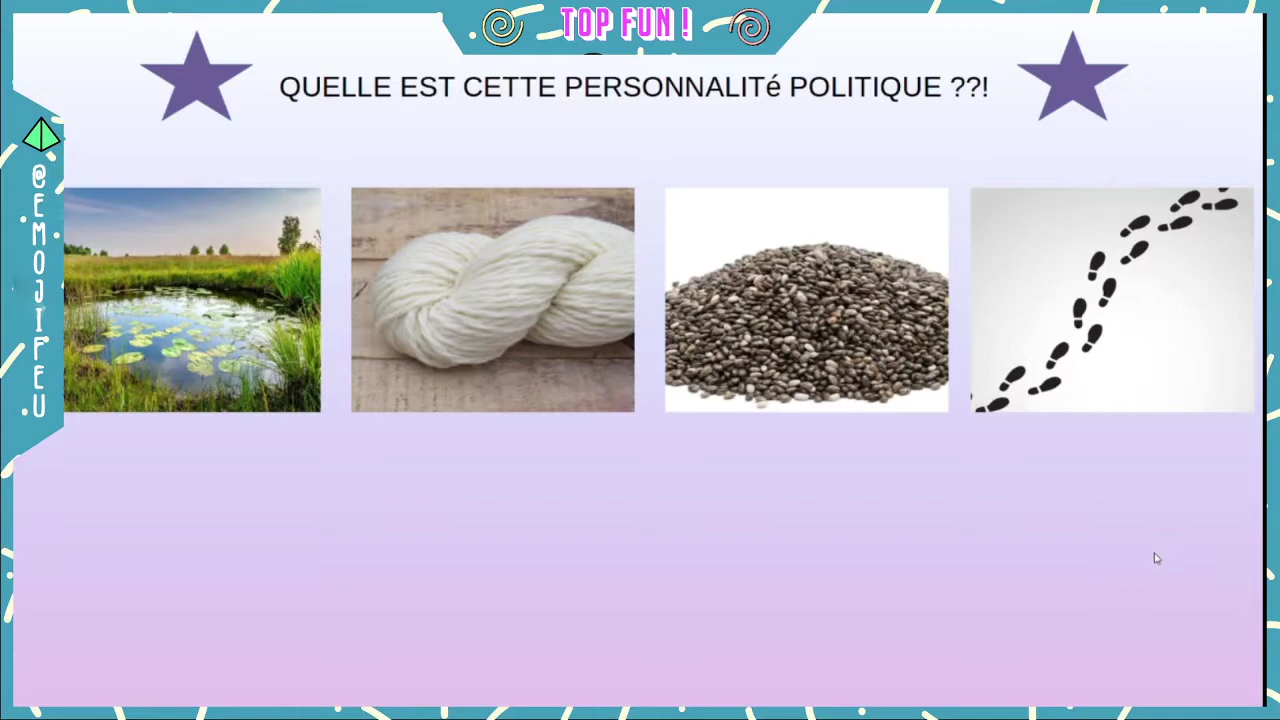 TOP FUN !
QUELLE EST CETTE PERSONNALITé POLITIQUE ??!
@EMOJIFEU